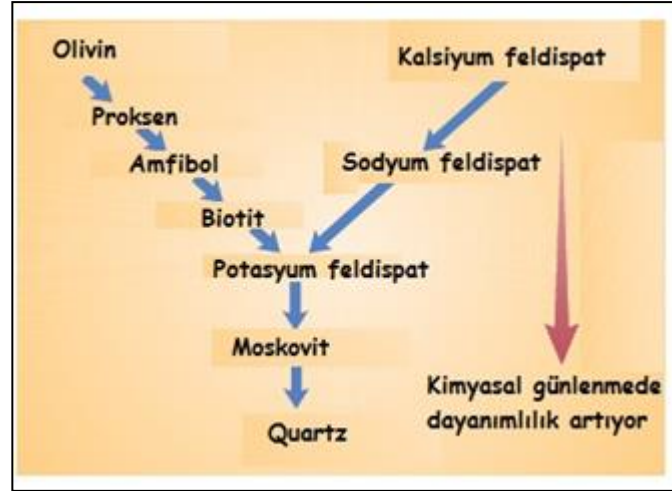 Olivin
Kalsiyum feldispat
Proksen
Amfibol
Sodyum feldispat
Biotit
Potasyum feldispat
Moskovit
Quartz
Kimyasal günlenmede
dayanımlılık artıyor